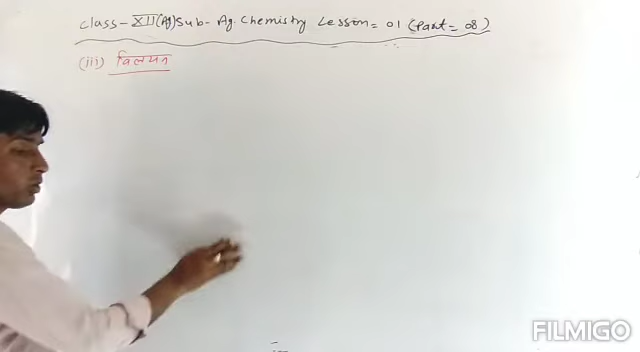 Class - XII (Ag) Sub - Ag. Chemistry Lesson = 01 (Part = 08)
(iii) विलयन
FILMIGO